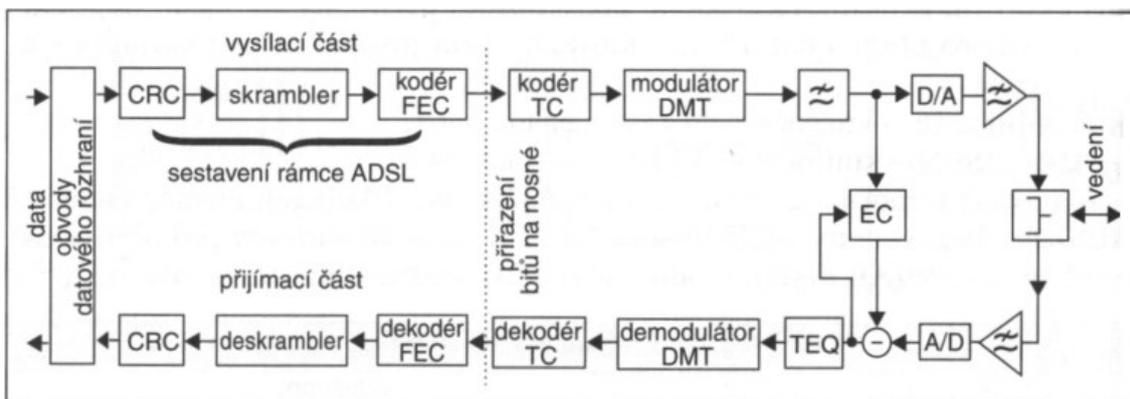 vysílací část
data
obvody
datového rozhraní
CRC
skrambler
kodér
FEC
kodér
TC
modulátor
DMT
D/A
sestavení rámce ADSL
přiřazení
bitů na nosné
EC
vedení
přijímací část
CRC
deskrambler
dekodér
FEC
dekodér
TC
demodulátor
DMT
TEQ
A/D